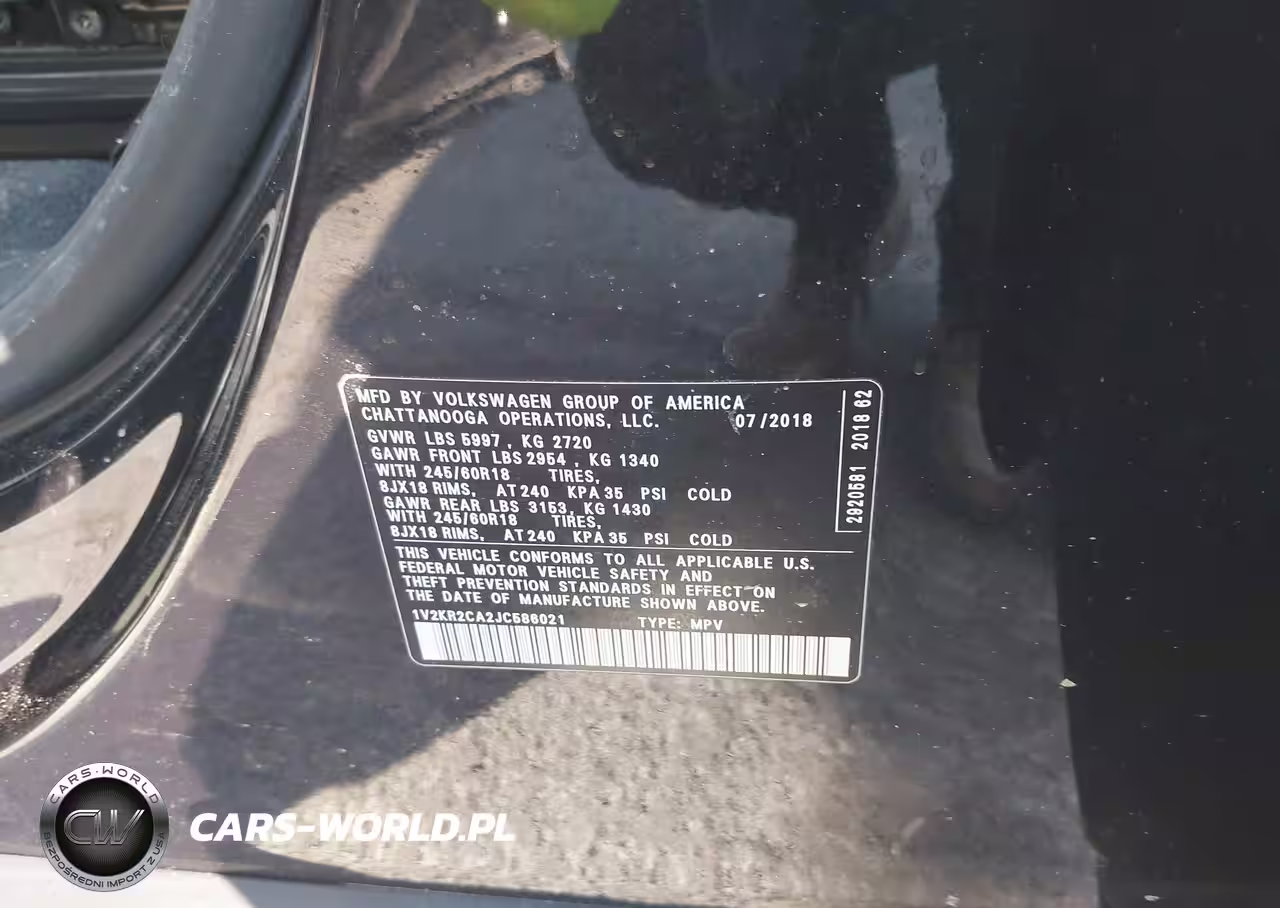 MFD BY VOLKSWAGEN GROUP OF AMERICA
CHATTANOOGA OPERATIONS, LLC. 07/2018
GVWR LBS 5997, KG 2720
GAWR FRONT LBS 2954, KG 1340
WITH 245/60R18 TIRES,
8JX18 RIMS, AT 240 KPA 35 PSI COLD
GAWR REAR LBS 3153, KG 1430
WITH 245/60R18 TIRES,
8JX18 RIMS, AT 240 KPA 35 PSI COLD
THIS VEHICLE CONFORMS TO ALL APPLICABLE U.S.
FEDERAL MOTOR VEHICLE SAFETY AND
THEFT PREVENTION STANDARDS IN EFFECT ON
THE DATE OF MANUFACTURE SHOWN ABOVE.
1V2KR2CA2JC586021 TYPE: MPV
2820581 2018 62
CARS-WORLD
CW
BEZPOŚREDNI IMPORT Z USA
CARS-WORLD.PL